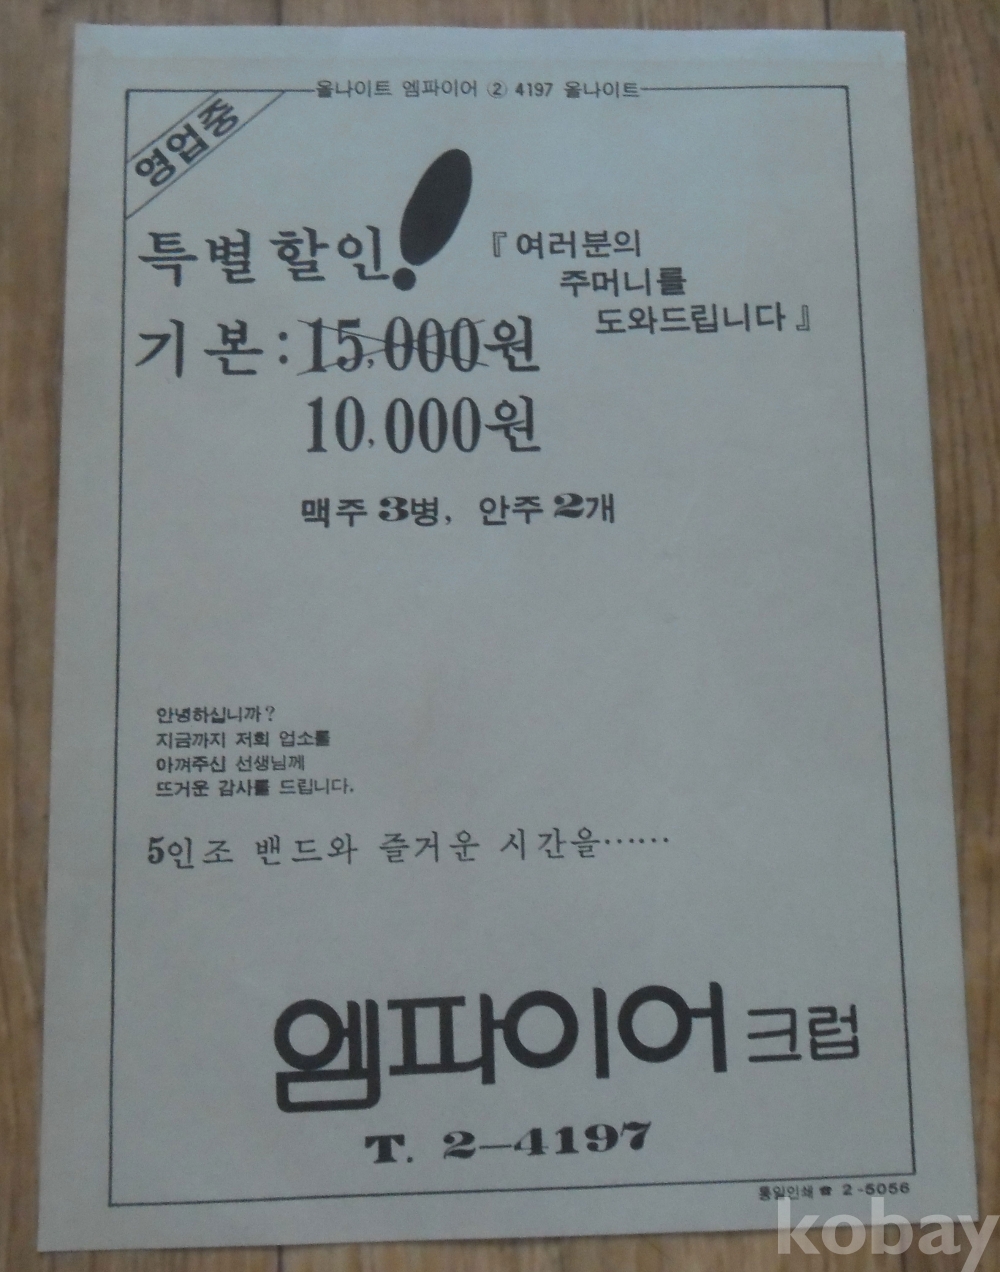 올나이트 엠파이어 ② 4197 올나이트
영업중
특별할인!
『여러분의
주머니를
도와드립니다』
기본: 15,000원
10,000원
맥주 3병, 안주 2개
안녕하십니까?
지금까지 저희 업소를
아껴주신 선생님께
뜨거운 감사를 드립니다.
5인조 밴드와 즐거운 시간을……
엠파이어크럽
T. 2-4197
통일인쇄 ☎ 2-5056
kobay